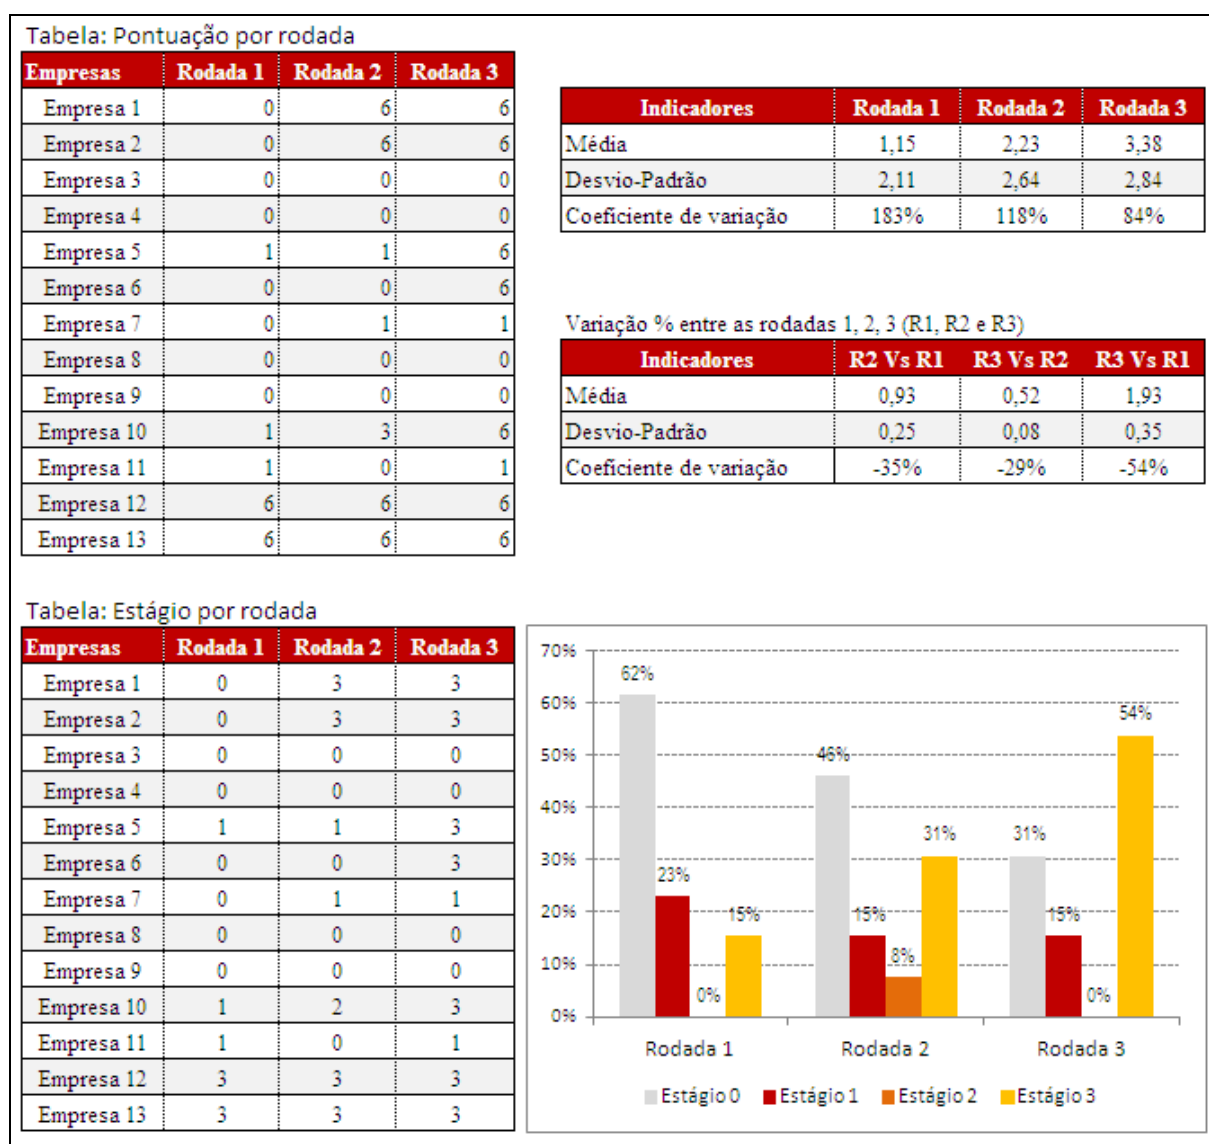 Tabela: Pontuação por rodada
Empresas Rodada 1 Rodada 2 Rodada 3
Empresa 1 0 6 6
Empresa 2 0 6 6
Empresa 3 0 0 0
Empresa 4 0 0 0
Empresa 5 1 1 6
Empresa 6 0 0 6
Empresa 7 0 1 1
Empresa 8 0 0 0
Empresa 9 0 0 0
Empresa 10 1 3 6
Empresa 11 1 0 1
Empresa 12 6 6 6
Empresa 13 6 6 6
Indicadores Rodada 1 Rodada 2 Rodada 3
Média 1,15 2,23 3,38
Desvio-Padrão 2,11 2,64 2,84
Coeficiente de variação 183% 118% 84%
Variação % entre as rodadas 1, 2, 3 (R1, R2 e R3)
Indicadores R2 Vs R1 R3 Vs R2 R3 Vs R1
Média 0,93 0,52 1,93
Desvio-Padrão 0,25 0,08 0,35
Coeficiente de variação -35% -29% -54%
Tabela: Estágio por rodada
Empresas Rodada 1 Rodada 2 Rodada 3
Empresa 1 0 3 3
Empresa 2 0 3 3
Empresa 3 0 0 0
Empresa 4 0 0 0
Empresa 5 1 1 3
Empresa 6 0 0 3
Empresa 7 0 1 1
Empresa 8 0 0 0
Empresa 9 0 0 0
Empresa 10 1 2 3
Empresa 11 1 0 1
Empresa 12 3 3 3
Empresa 13 3 3 3
70%
60%
50%
40%
30%
20%
10%
0%
62% 23% 0% 15%
46% 15% 8% 31%
31% 15% 0% 54%
Rodada 1 Rodada 2 Rodada 3
Estágio 0 Estágio 1 Estágio 2 Estágio 3